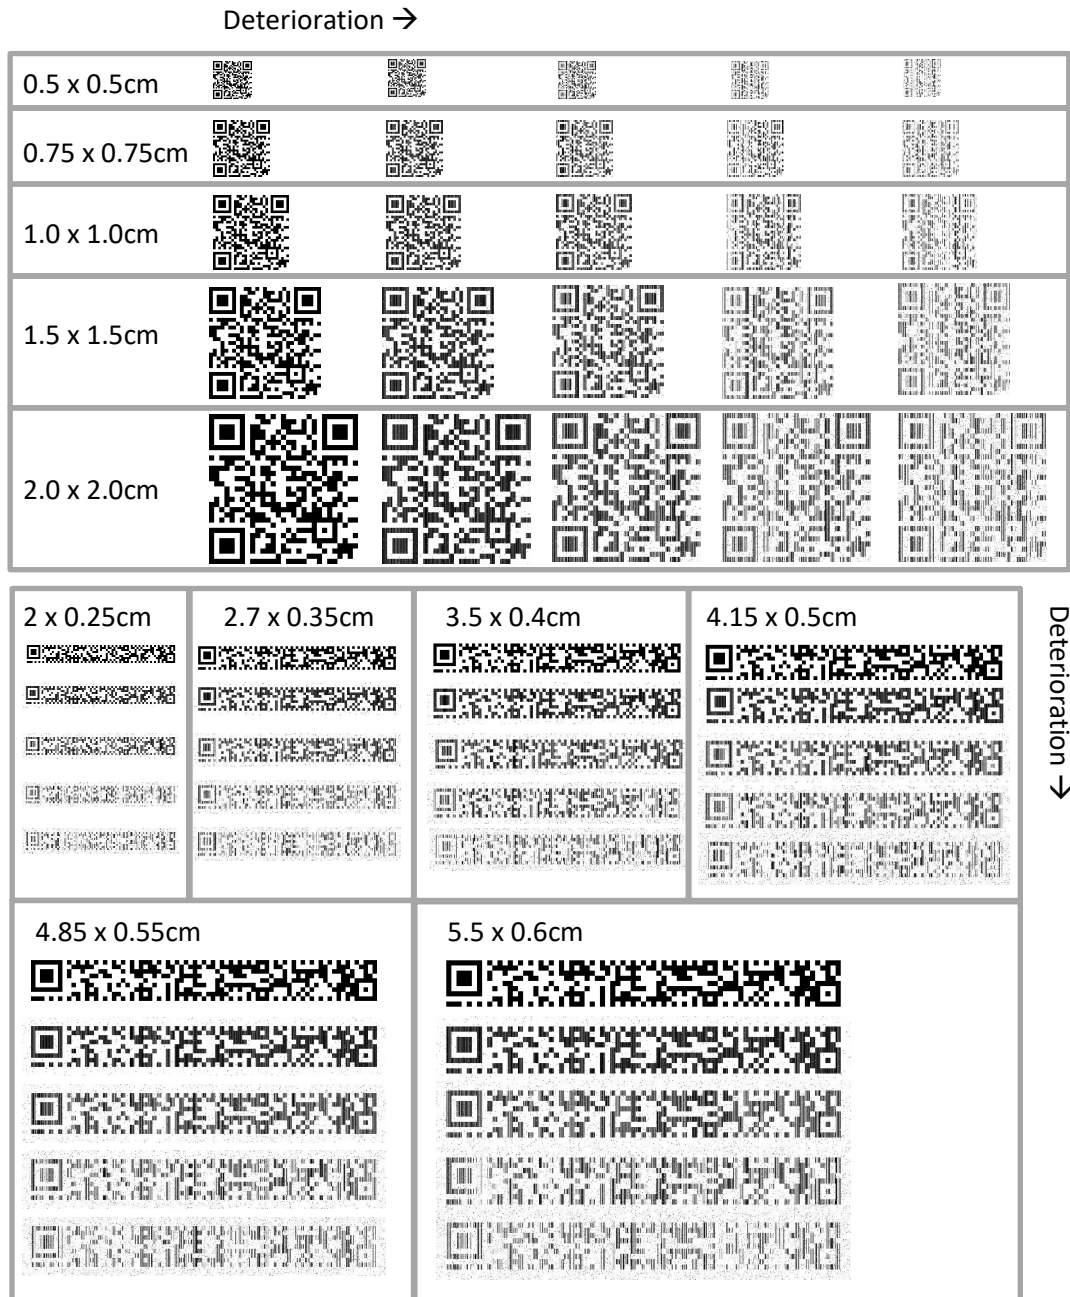 Deterioration →
0.5 x 0.5cm
0.75 x 0.75cm
1.0 x 1.0cm
1.5 x 1.5cm
2.0 x 2.0cm
2 x 0.25cm
2.7 x 0.35cm
3.5 x 0.4cm
4.15 x 0.5cm
Deterioration →
4.85 x 0.55cm
5.5 x 0.6cm